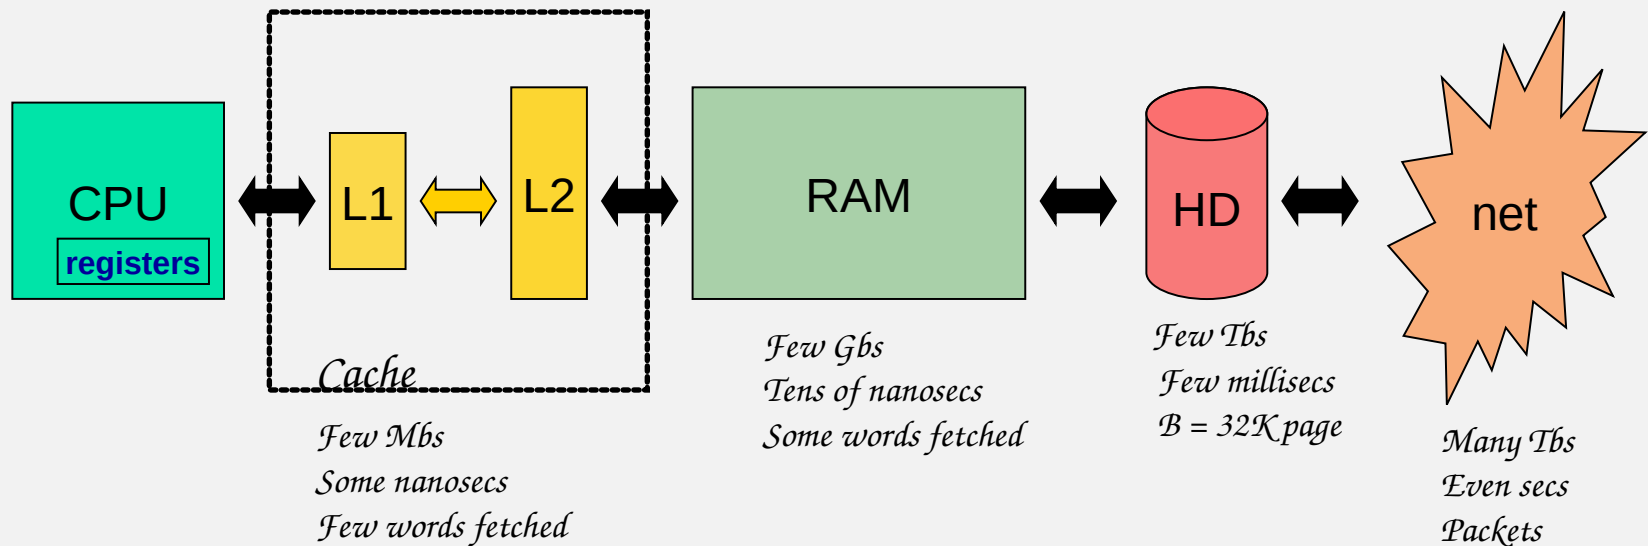 CPU
registers
L1
L2
RAM
HD
net
Cache
Few Mbs
Some nanosecs
Few words fetched
Few Gbs
Tens of nanosecs
Some words fetched
Few Tbs
Few millisecs
B = 32K page
Many Tbs
Even secs
Packets